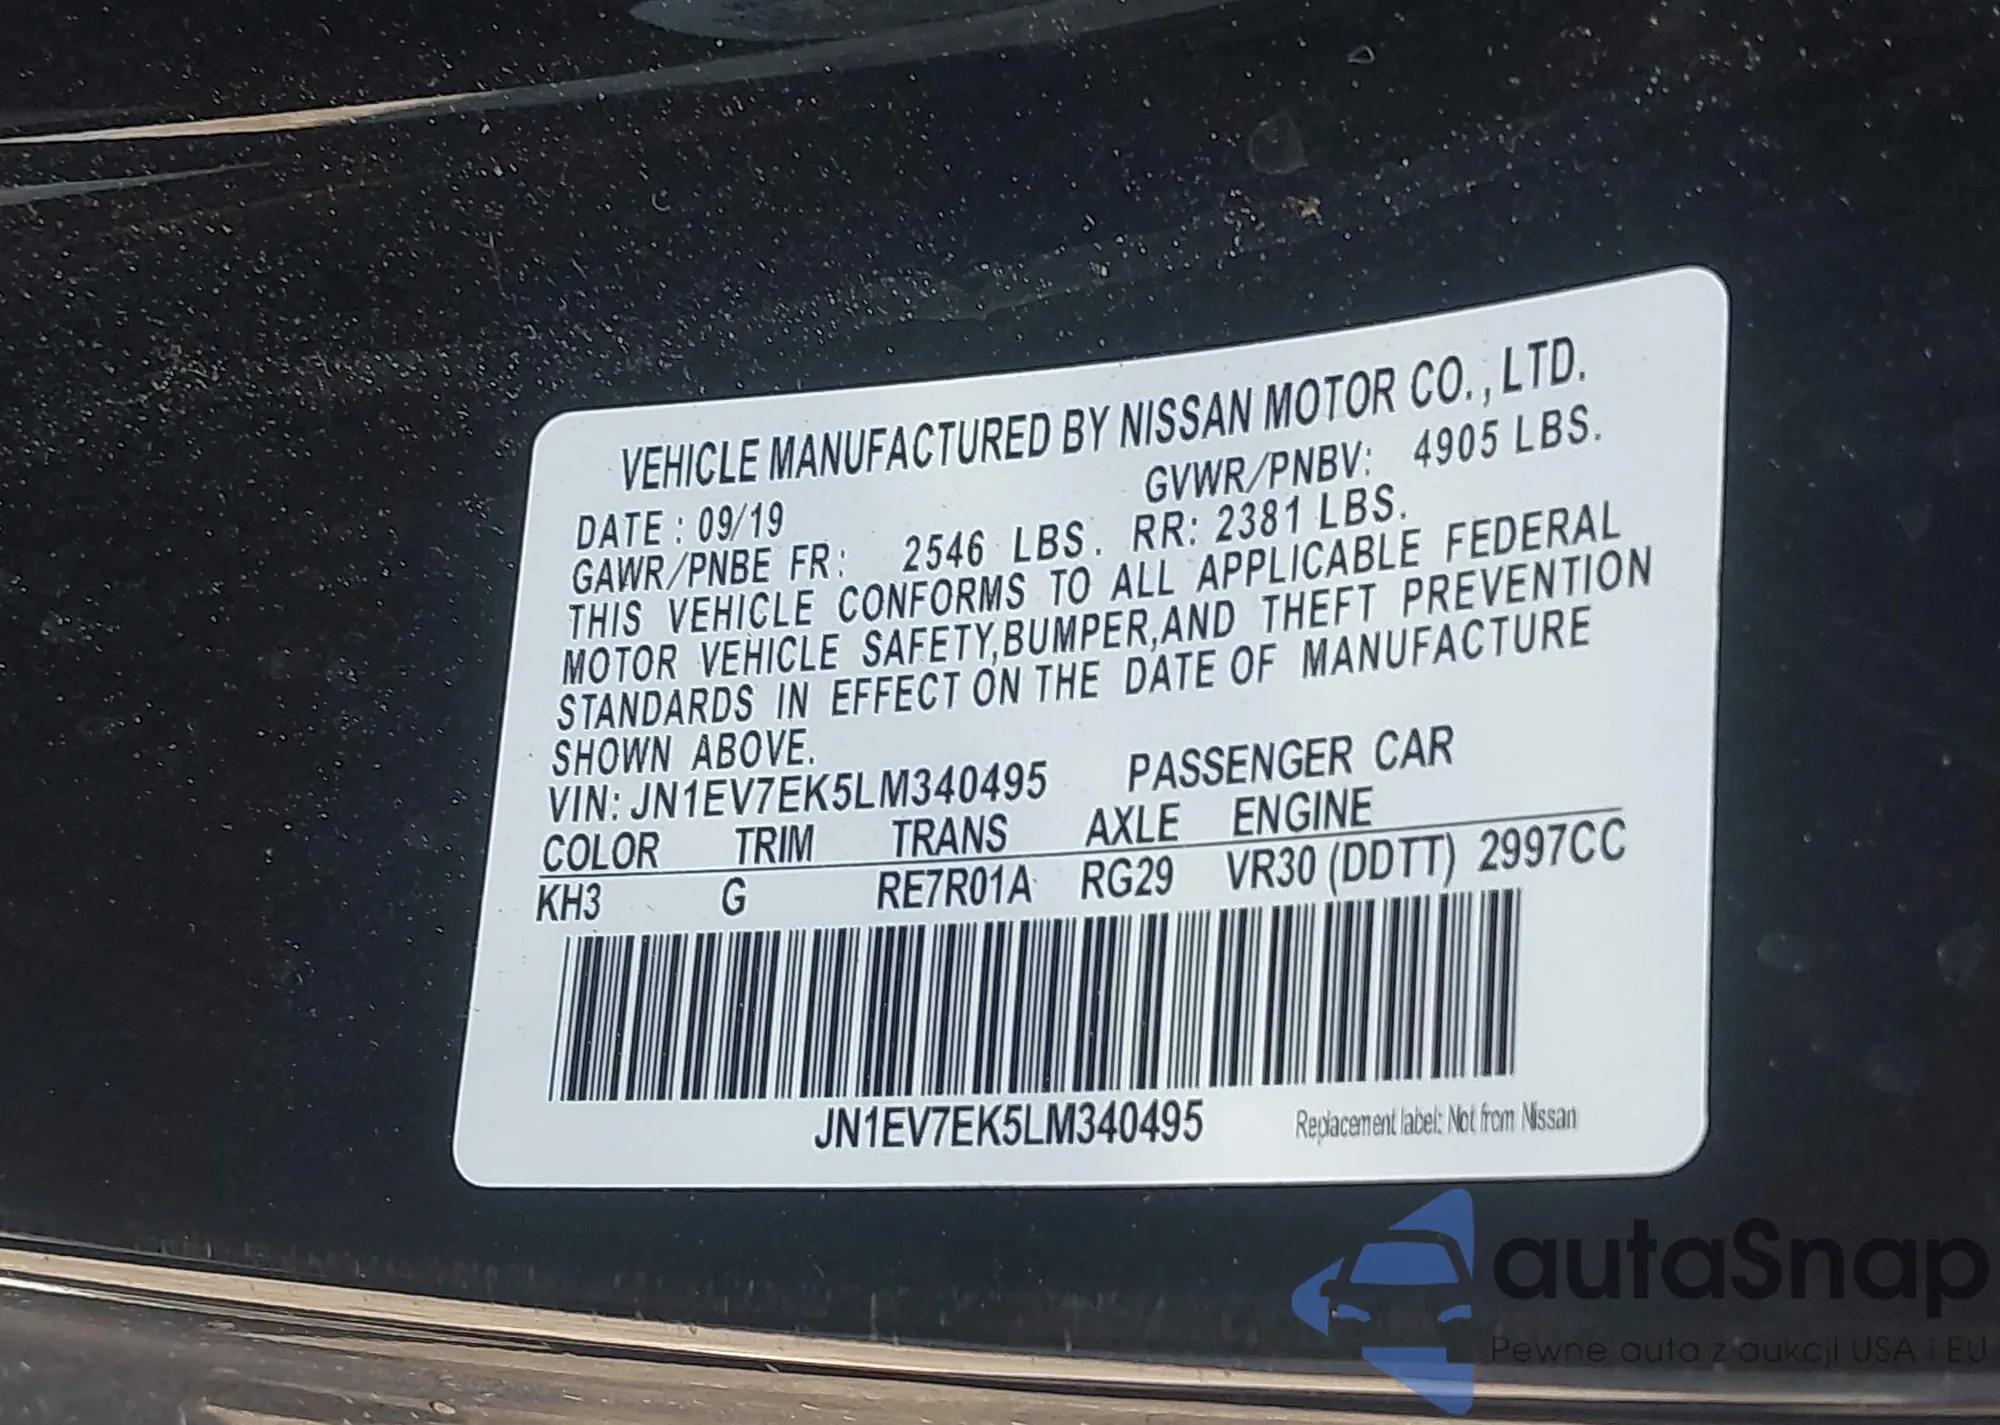 VEHICLE MANUFACTURED BY NISSAN MOTOR CO., LTD.
DATE : 09/19 GVWR/PNBV: 4905 LBS.
GAWR/PNBE FR: 2546 LBS. RR: 2381 LBS.
THIS VEHICLE CONFORMS TO ALL APPLICABLE FEDERAL
MOTOR VEHICLE SAFETY,BUMPER,AND THEFT PREVENTION
STANDARDS IN EFFECT ON THE DATE OF MANUFACTURE
SHOWN ABOVE.
VIN: JN1EV7EK5LM340495 PASSENGER CAR
COLOR TRIM TRANS AXLE ENGINE
KH3 G RE7R01A RG29 VR30 (DDTT) 2997CC
JN1EV7EK5LM340495 Replacement label: Not from Nissan
autaSnap
Pewne auta z aukcji USA i EU